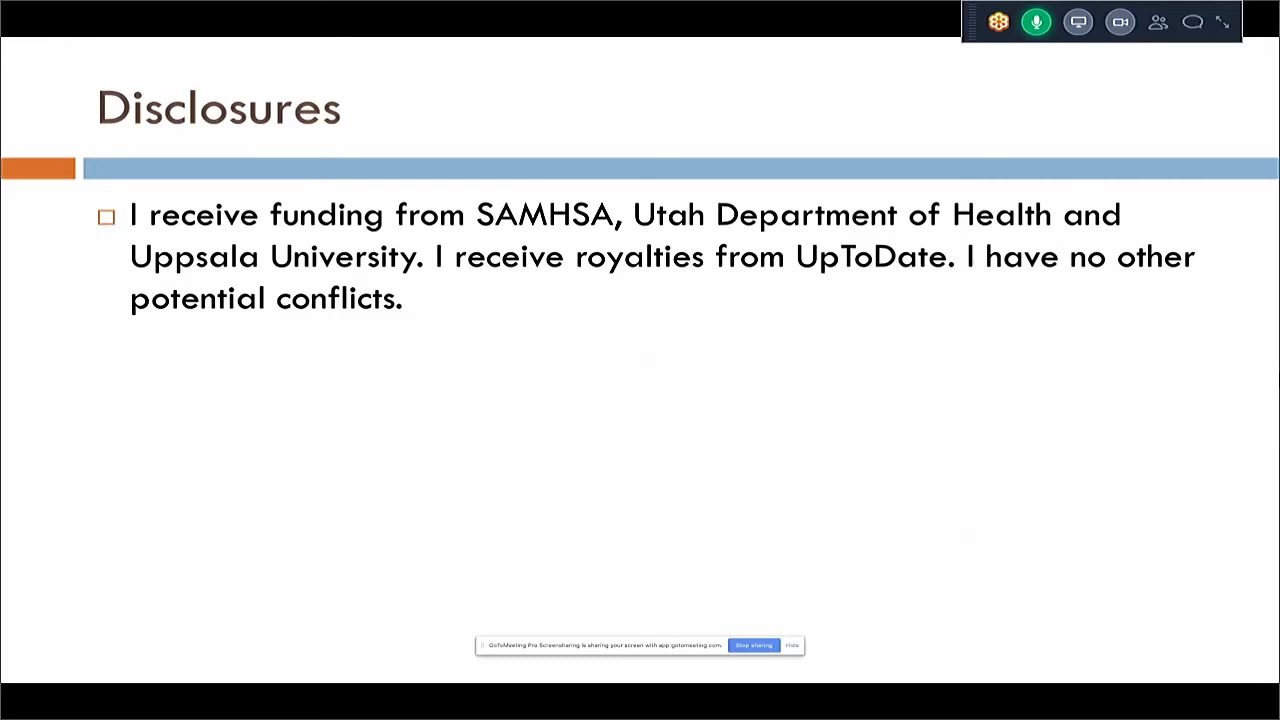 Disclosures
I receive funding from SAMHSA, Utah Department of Health and
Uppsala University. I receive royalties from UpToDate. I have no other
potential conflicts.
GoToMeeting Pro Screensharing is sharing your screen with app.gotomeeting.com. Stop sharing Hide